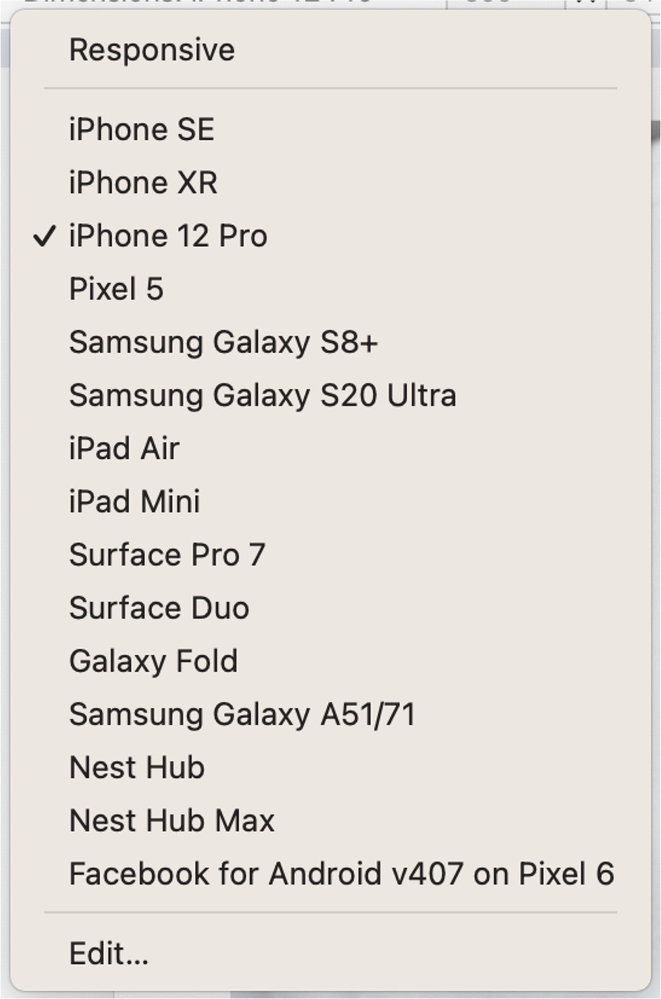 Responsive
iPhone SE
iPhone XR
✓ iPhone 12 Pro
Pixel 5
Samsung Galaxy S8+
Samsung Galaxy S20 Ultra
iPad Air
iPad Mini
Surface Pro 7
Surface Duo
Galaxy Fold
Samsung Galaxy A51/71
Nest Hub
Nest Hub Max
Facebook for Android v407 on Pixel 6
Edit...